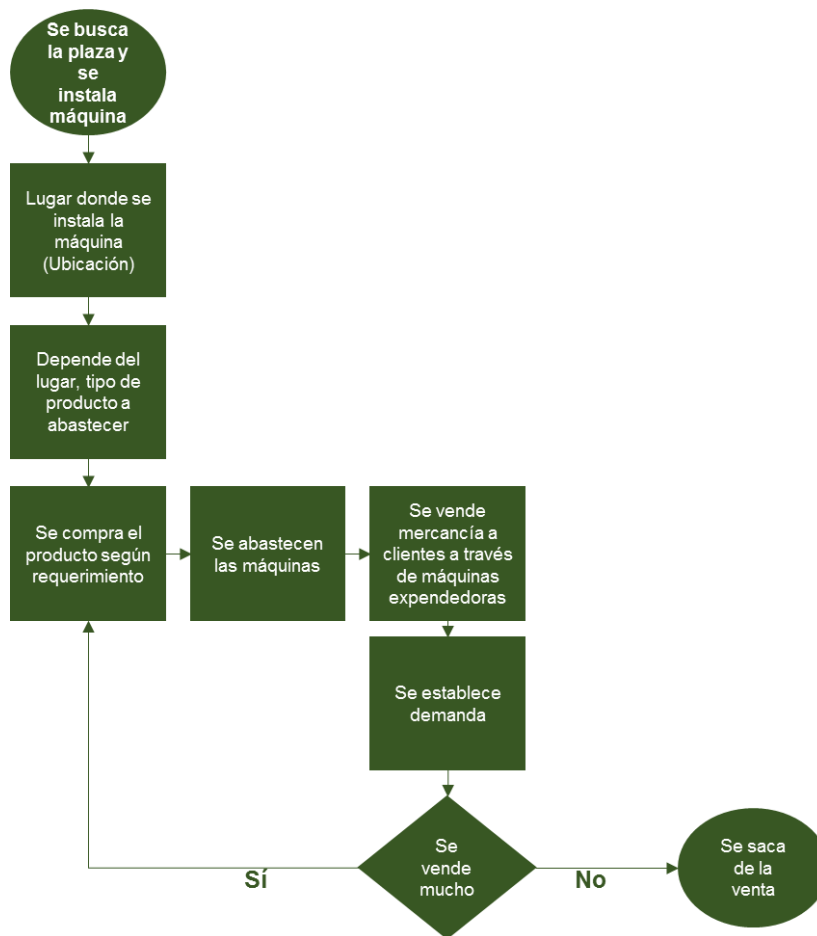 Se busca
la plaza y
se
instala
máquina
Lugar donde se
instala la
máquina
(Ubicación)
Depende del
lugar, tipo de
producto a
abastecer
Se compra el
producto según
requerimiento
Se abastecen
las máquinas
Se vende
mercancía a
clientes a través
de máquinas
expendedoras
Se establece
demanda
Se
vende
mucho
Sí
No
Se saca
de la
venta